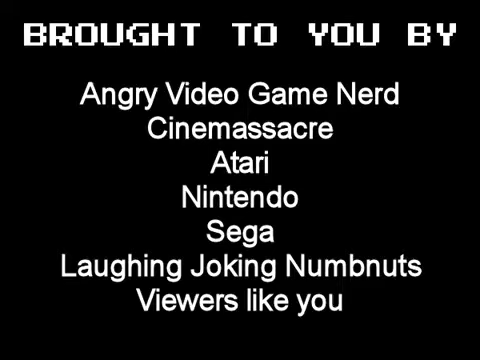 BROUGHT TO YOU BY
Angry Video Game Nerd
Cinemassacre
Atari
Nintendo
Sega
Laughing Joking Numbnuts
Viewers like you